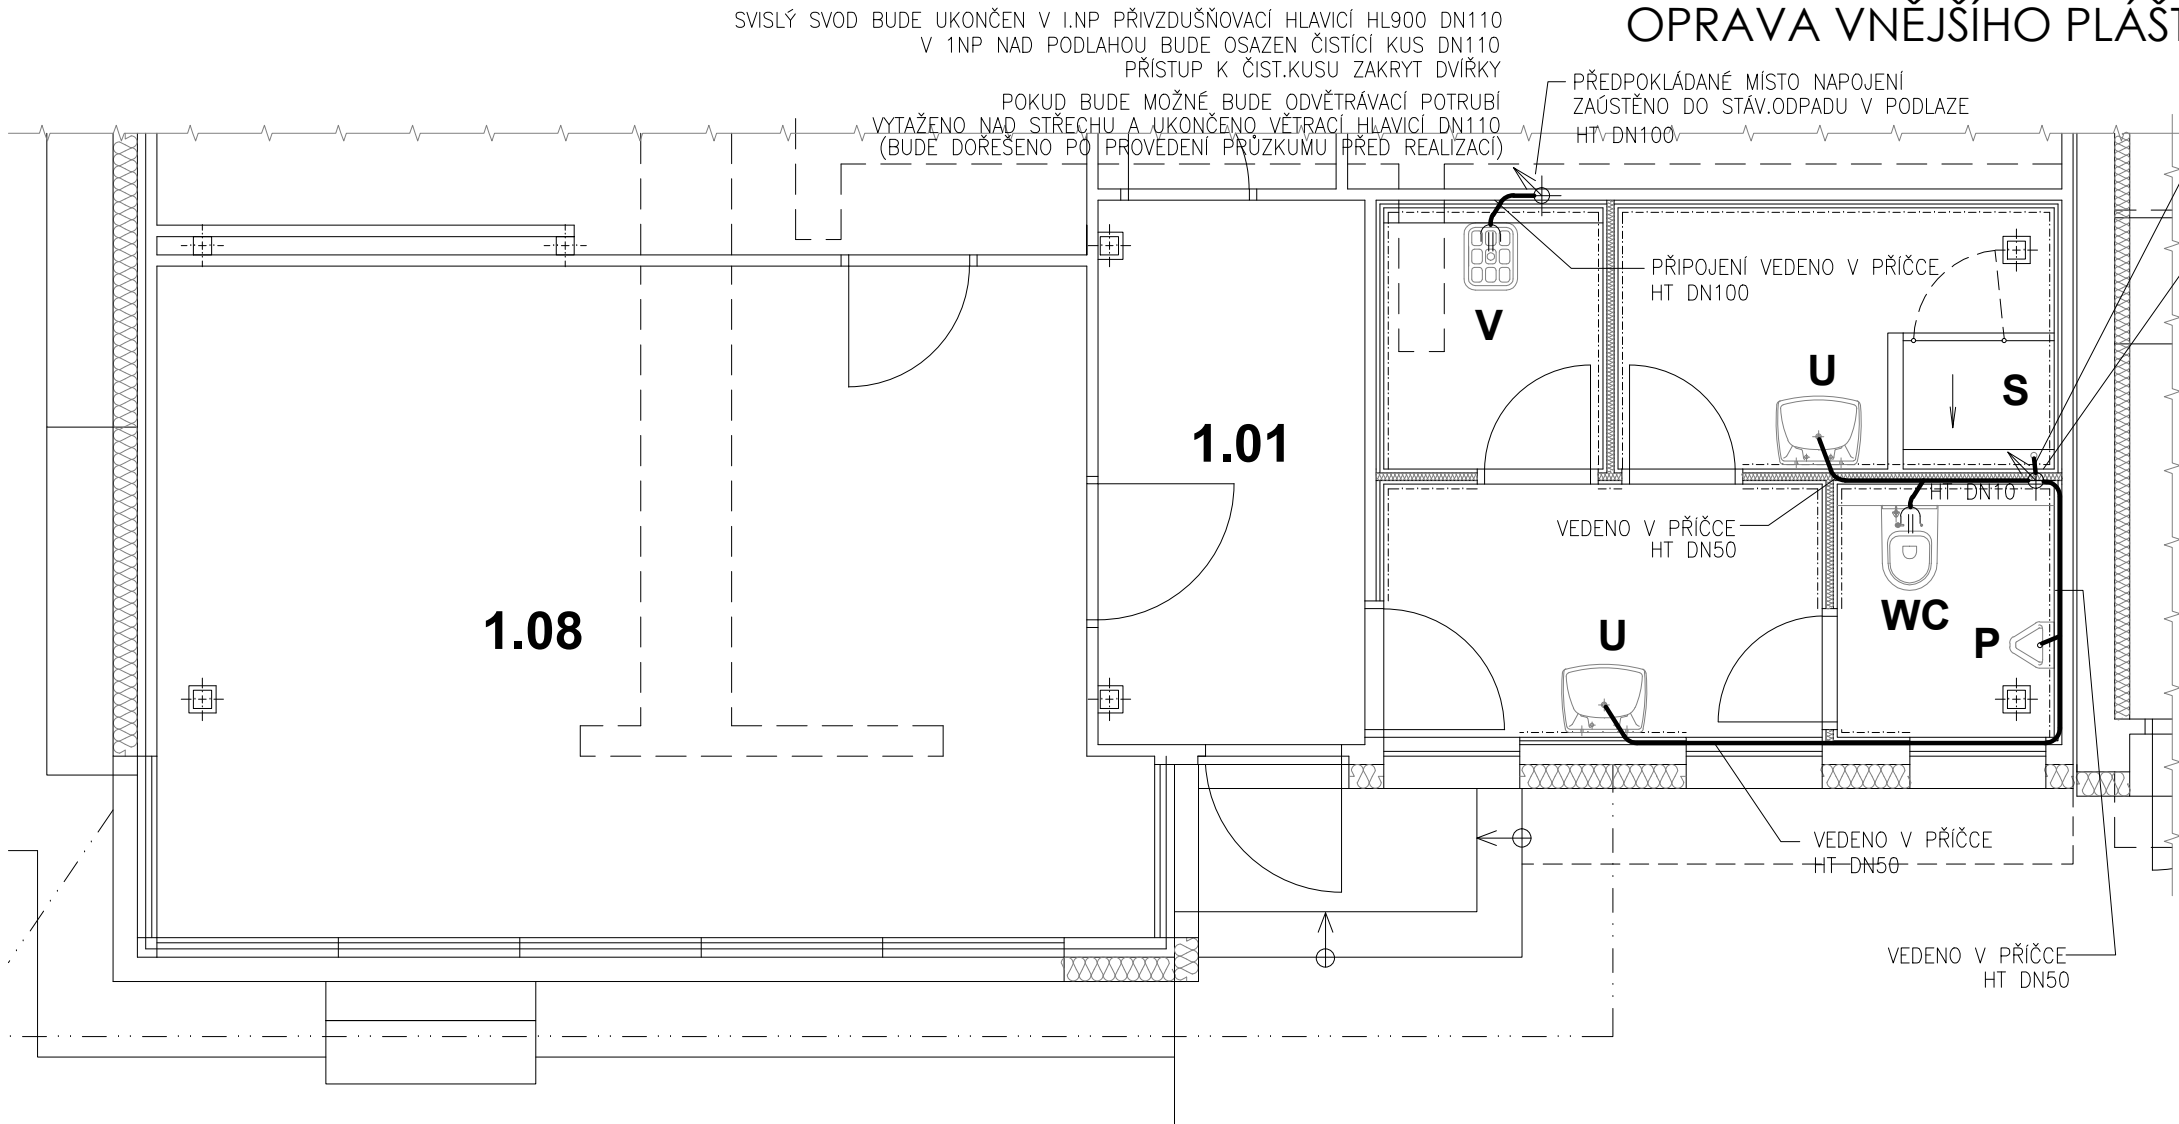 SVISLÝ SVOD BUDE UKONČEN V I.NP PŘIVZDUŠŇOVACÍ HLAVICÍ HL900 DN110
V 1NP NAD PODLAHOU BUDE OSAZEN ČISTÍCÍ KUS DN110
PŘÍSTUP K ČIST.KUSU ZAKRYT DVÍŘKY
POKUD BUDE MOŽNÉ BUDE ODVĚTRÁVACÍ POTRUBÍ
VYTAŽENO NAD STŘECHU A UKONČENO VĚTRACÍ HLAVICÍ DN110
(BUDE DOŘEŠENO PO PROVEDENÍ PRŮZKUMU PŘED REALIZACÍ)
OPRAVA VNĚJŠÍHO PLÁŠT
PŘEDPOKLÁDANÉ MÍSTO NAPOJENÍ
ZAÚSTĚNO DO STÁV.ODPADU V PODLAZE
HT DN100
PŘIPOJENÍ VEDENO V PŘÍČCE
HT DN100
V
U
S
1.01
HT DN10
VEDENO V PŘÍČCE
HT DN50
1.08
U
WC
P
VEDENO V PŘÍČCE
HT DN50
VEDENO V PŘÍČCE
HT DN50